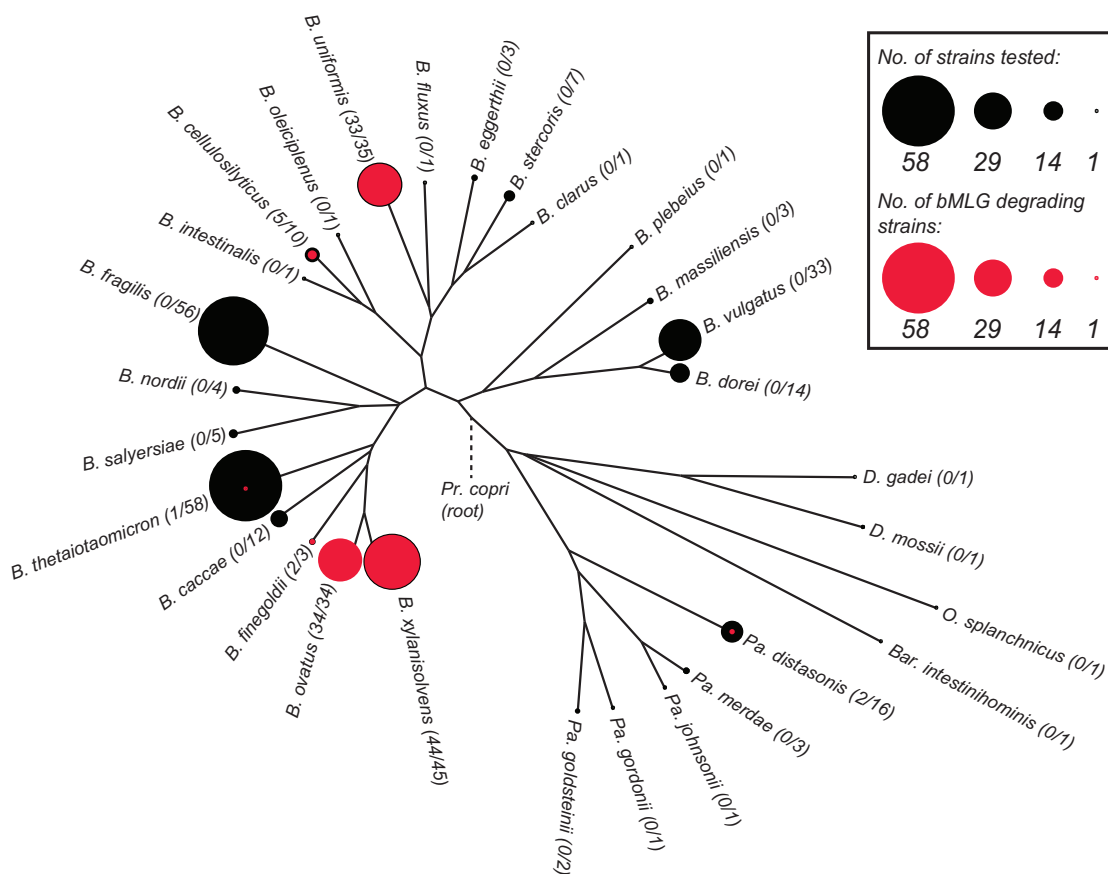 No. of strains tested:
58 29 14 1
No. of bMLG degrading
strains:
58 29 14 1
B. uniformis (33/35)
B. fluxus (0/1)
B. eggerthii (0/3)
B. stercoris (0/7)
B. clarus (0/1)
B. plebeius (0/1)
B. massiliensis (0/3)
B. vulgatus (0/33)
B. dorei (0/14)
B. oleiciplenus (0/1)
B. cellulosilyticus (5/10)
B. intestinalis (0/1)
B. fragilis (0/56)
B. nordii (0/4)
B. salyersiae (0/5)
B. thetaiotaomicron (1/58)
B. caccae (0/12)
B. finegoldii (2/3)
B. ovatus (34/34)
B. xylanisolvens (44/45)
Pr. copri
(root)
D. gadei (0/1)
D. mossii (0/1)
O. splanchnicus (0/1)
Bar. intestinihominis (0/1)
Pa. distasonis (2/16)
Pa. merdae (0/3)
Pa. johnsonii (0/1)
Pa. gordonii (0/1)
Pa. goldsteinii (0/2)